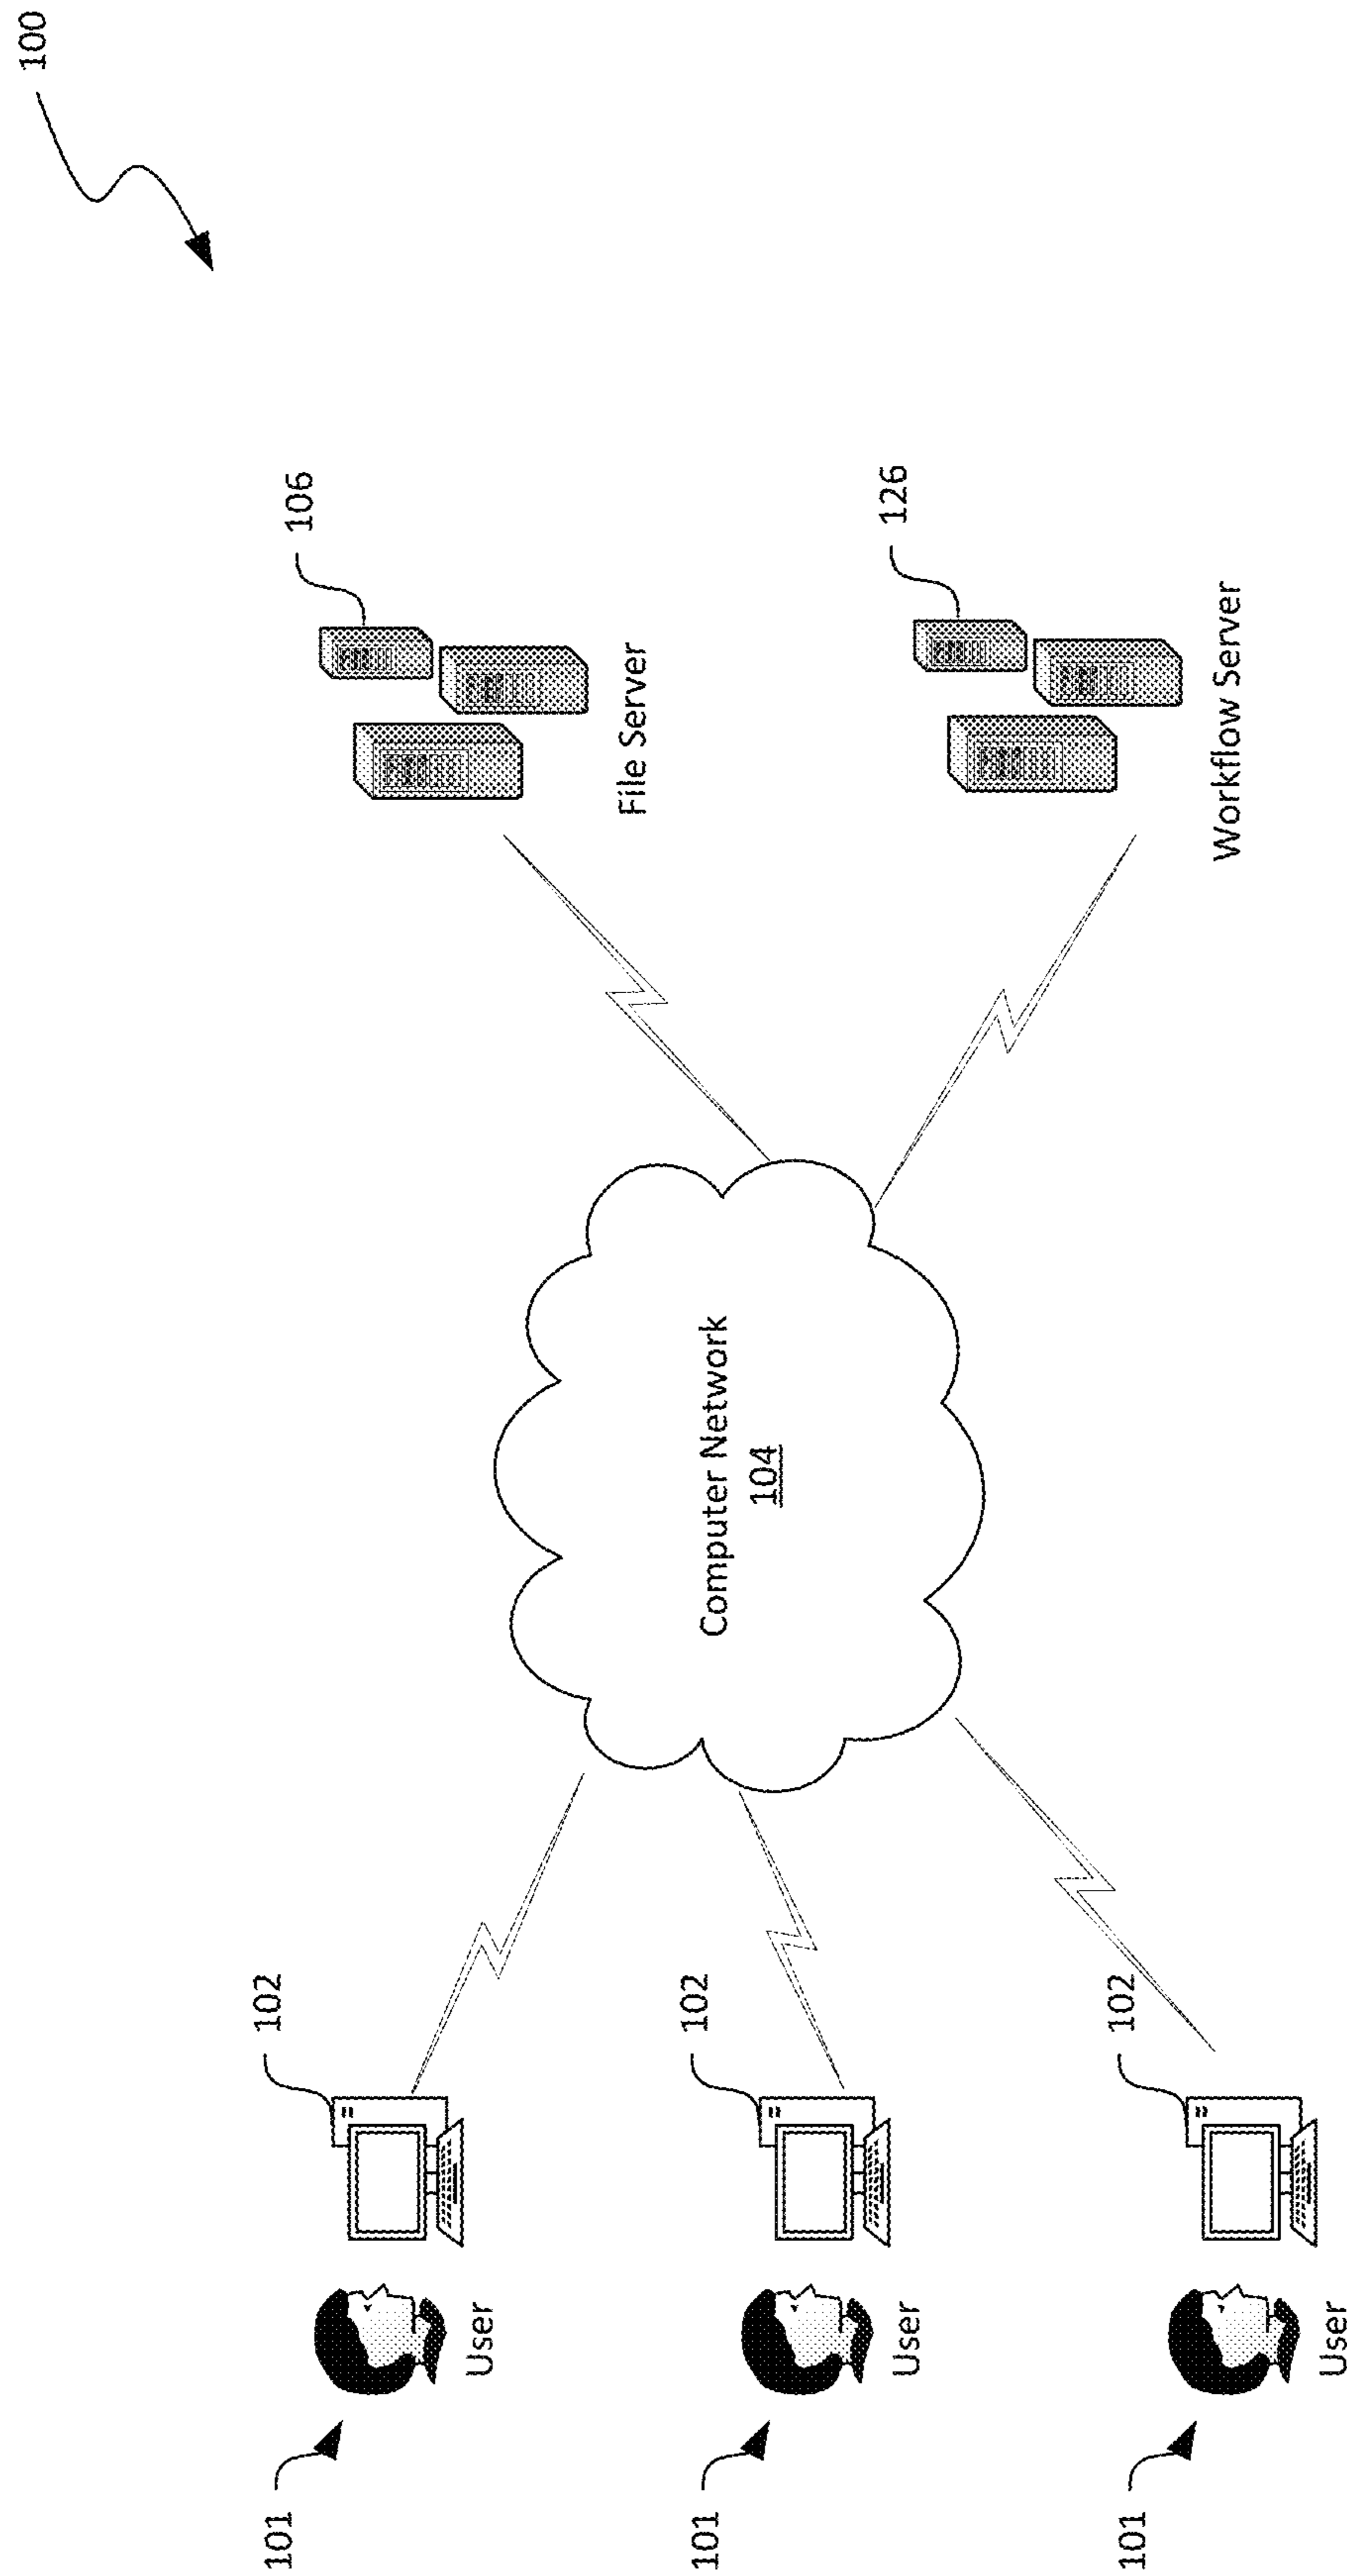 100
106
File Server
126
Workflow Server
Computer Network
104
102
102
102
101
User
101
User
101
User